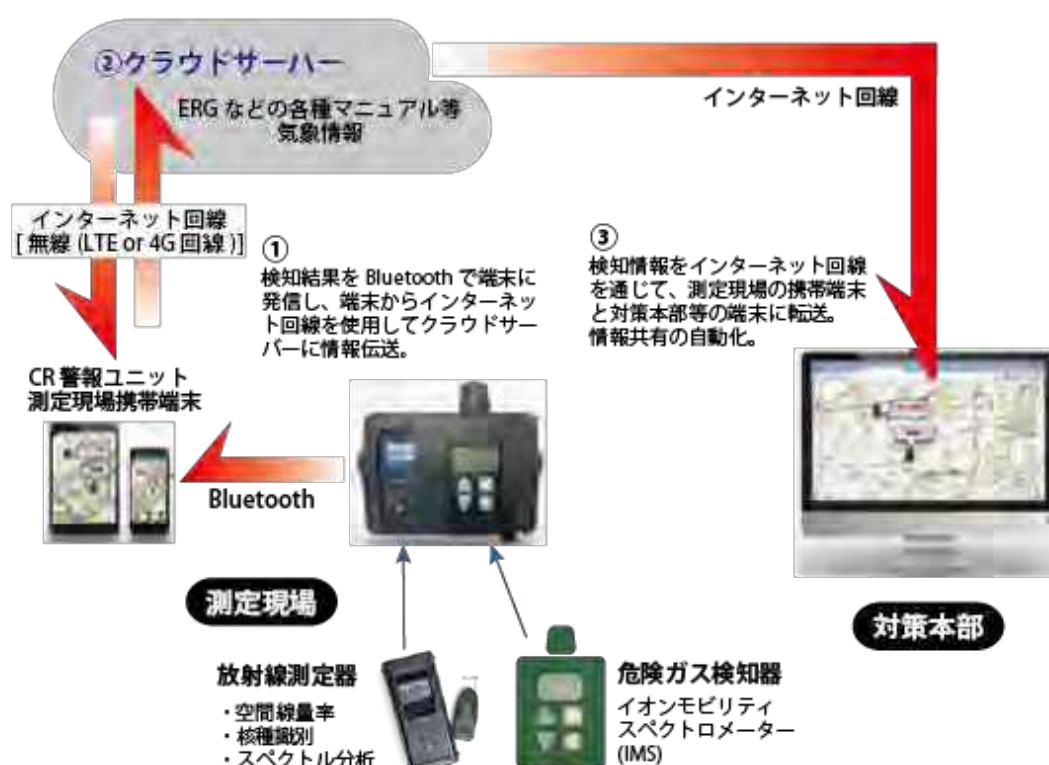 ②クラウドサーバー
ERG などの各種マニュアル等
気象情報
インターネット回線
インターネット回線
[ 無線 (LTE or 4G 回線 )]
①
検知結果を Bluetooth で端末に
発信し、端末からインターネッ
ト回線を使用してクラウドサー
バーに情報伝送。
③
検知情報をインターネット回線
を通じて、測定現場の携帯端末
と対策本部等の端末に転送。
情報共有の自動化。
CR 警報ユニット
測定現場携帯端末
Bluetooth
測定現場
対策本部
放射線測定器
・空間線量率
・核種識別
・スペクトル分析
危険ガス検知器
イオンモビリティ
スペクトロメーター
(IMS)